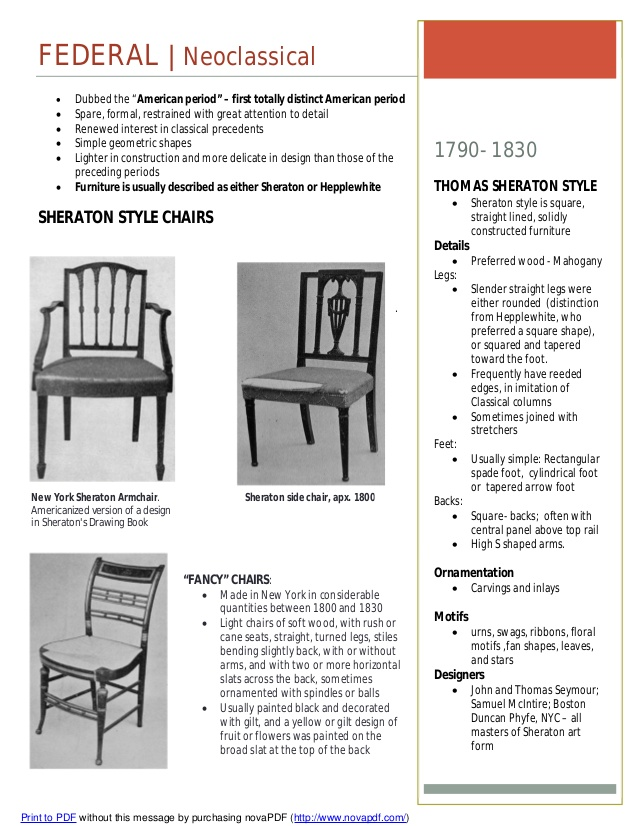 FEDERAL | Neoclassical
• Dubbed the “American period” – first totally distinct American period
• Spare, formal, restrained with great attention to detail
• Renewed interest in classical precedents
• Simple geometric shapes
• Lighter in construction and more delicate in design than those of the
preceding periods
• Furniture is usually described as either Sheraton or Hepplewhite
SHERATON STYLE CHAIRS
New York Sheraton Armchair.
Americanized version of a design
in Sheraton's Drawing Book
.
Sheraton side chair, apx. 1800
“FANCY” CHAIRS:
• Made in New York in considerable
quantities between 1800 and 1830
• Light chairs of soft wood, with rush or
cane seats, straight, turned legs, stiles
bending slightly back, with or without
arms, and with two or more horizontal
slats across the back, sometimes
ornamented with spindles or balls
• Usually painted black and decorated
with gilt, and a yellow or gilt design of
fruit or flowers was painted on the
broad slat at the top of the back
1790- 1830
THOMAS SHERATON STYLE
• Sheraton style is square,
straight lined, solidly
constructed furniture
Details
• Preferred wood - Mahogany
Legs:
• Slender straight legs were
either rounded (distinction
from Hepplewhite, who
preferred a square shape),
or squared and tapered
toward the foot.
• Frequently have reeded
edges, in imitation of
Classical columns
• Sometimes joined with
stretchers
Feet:
• Usually simple: Rectangular
spade foot, cylindrical foot
or tapered arrow foot
Backs:
• Square- backs; often with
central panel above top rail
• High S shaped arms.
Ornamentation
• Carvings and inlays
Motifs
• urns, swags, ribbons, floral
motifs ,fan shapes, leaves,
and stars
Designers
• John and Thomas Seymour;
Samuel McIntire; Boston
Duncan Phyfe, NYC – all
masters of Sheraton art
form
Print to PDF without this message by purchasing novaPDF (http://www.novapdf.com/)